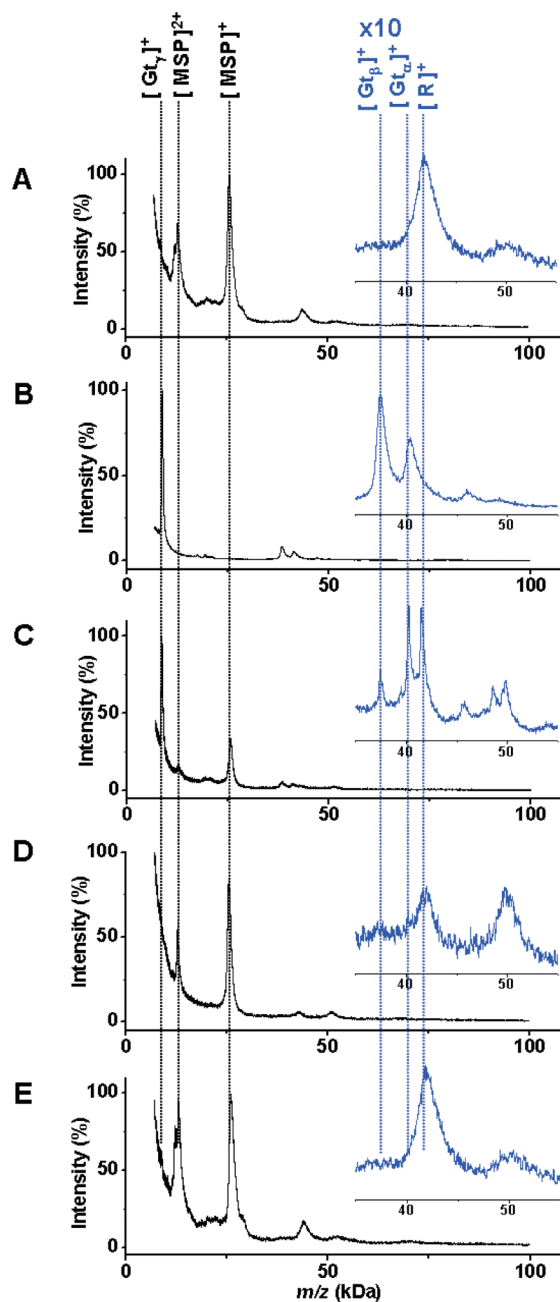 x10
[Gtγ]+
[MSP]2+
[MSP]+
[Gtβ]+
[Gtα]+
[R]+
A
Intensity (%)
100
50
0
40 50
0 50 100
B
Intensity (%)
100
50
0
40 50
0 50 100
C
Intensity (%)
100
50
0
40 50
0 50 100
D
Intensity (%)
100
50
0
40 50
0 50 100
E
Intensity (%)
100
50
0
40 50
0 50 100
m/z (kDa)